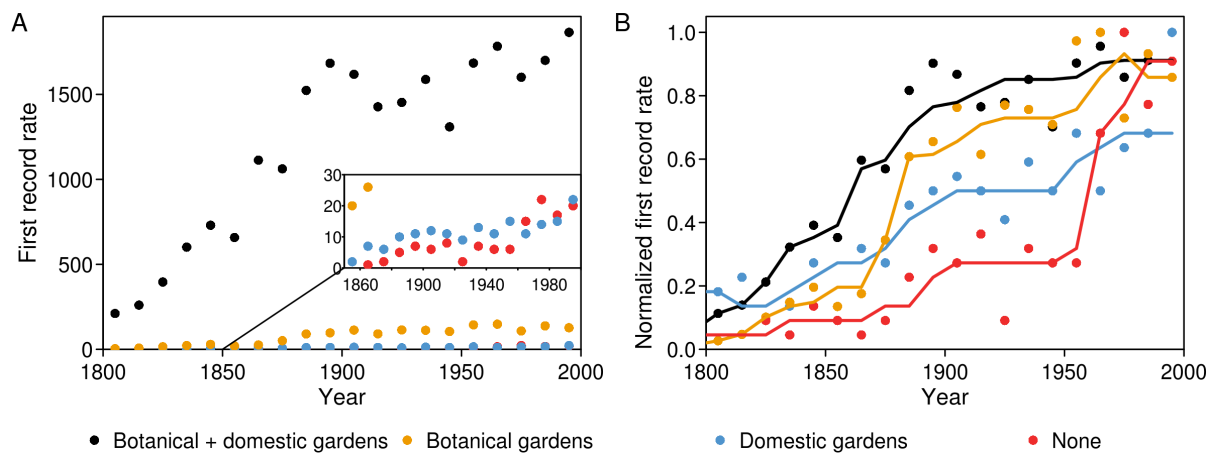 A
First record rate
1500
1000
500
0
30
20
10
0
1860
1900
1940
1980
1800
1850
1900
1950
2000
Year
B
Normalized first record rate
1.0
0.8
0.6
0.4
0.2
0.0
1800
1850
1900
1950
2000
Year
Botanical + domestic gardens
Botanical gardens
Domestic gardens
None